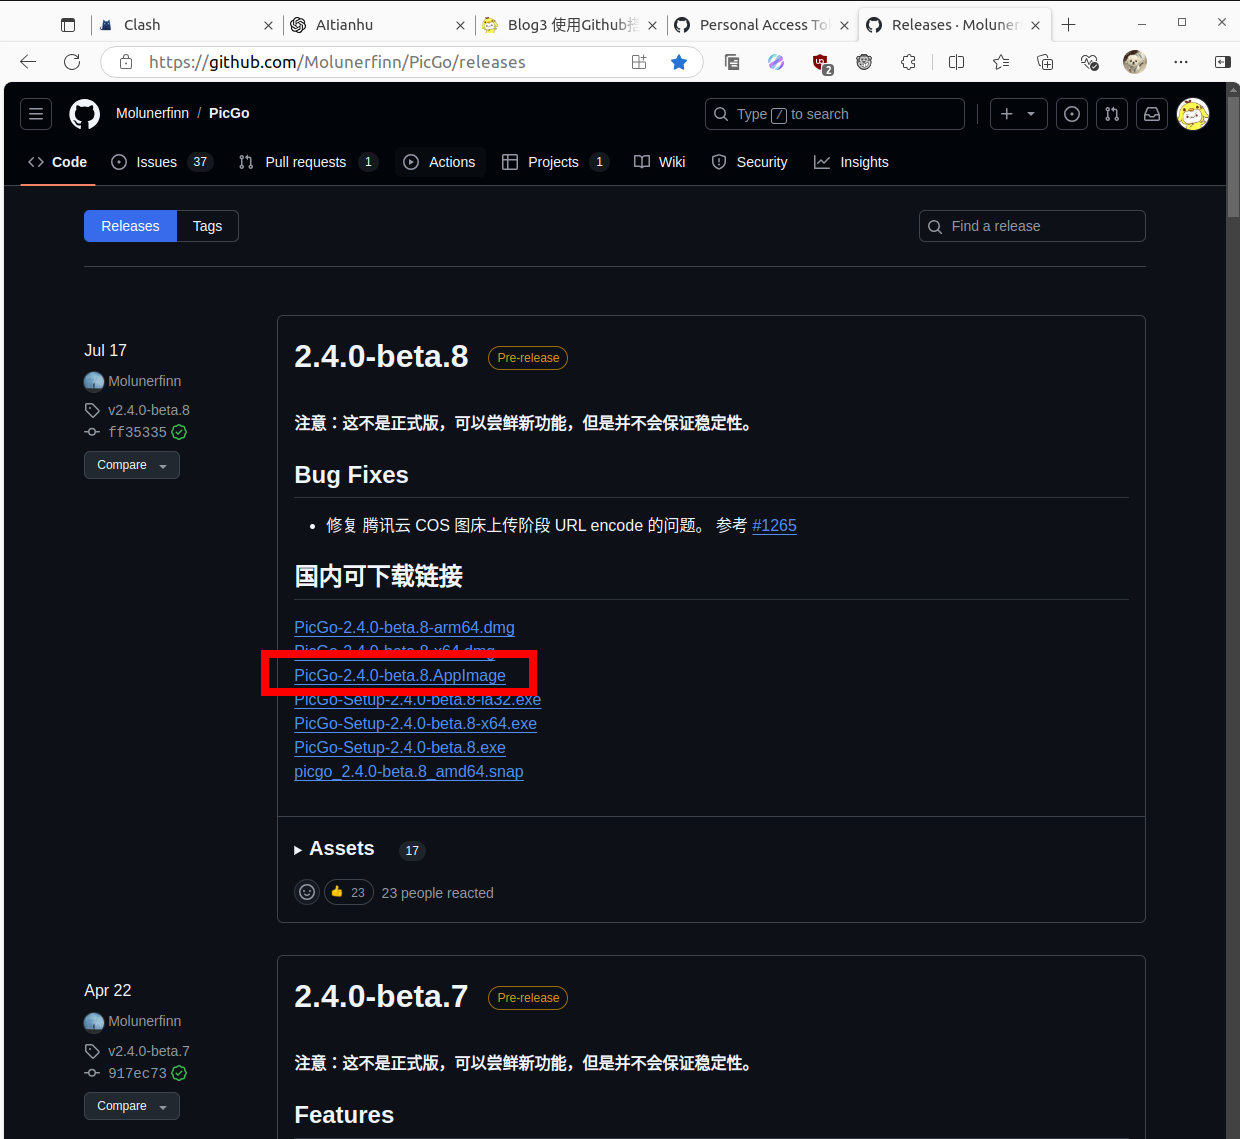 Clash
AItianhu
Blog3 使用Github搭
Personal Access To
Releases · Moluner
https://github.com/Molunerfinn/PicGo/releases
2
Molunerfinn / PicGo
Type / to search
Code
Issues 37
Pull requests 1
Actions
Projects 1
Wiki
Security
Insights
Releases
Tags
Find a release
Jul 17
Molunerfinn
v2.4.0-beta.8
ff35335
Compare
2.4.0-beta.8 Pre-release
注意：这不是正式版，可以尝鲜新功能，但是并不会保证稳定性。
Bug Fixes
• 修复 腾讯云 COS 图床上传阶段 URL encode 的问题。 参考 #1265
国内可下载链接
PicGo-2.4.0-beta.8-arm64.dmg
PicGo-2.4.0-beta.8-x64.dmg
PicGo-2.4.0-beta.8.AppImage
PicGo-Setup-2.4.0-beta.8-ia32.exe
PicGo-Setup-2.4.0-beta.8-x64.exe
PicGo-Setup-2.4.0-beta.8.exe
picgo_2.4.0-beta.8_amd64.snap
Assets 17
23 23 people reacted
Apr 22
Molunerfinn
v2.4.0-beta.7
917ec73
Compare
2.4.0-beta.7 Pre-release
注意：这不是正式版，可以尝鲜新功能，但是并不会保证稳定性。
Features